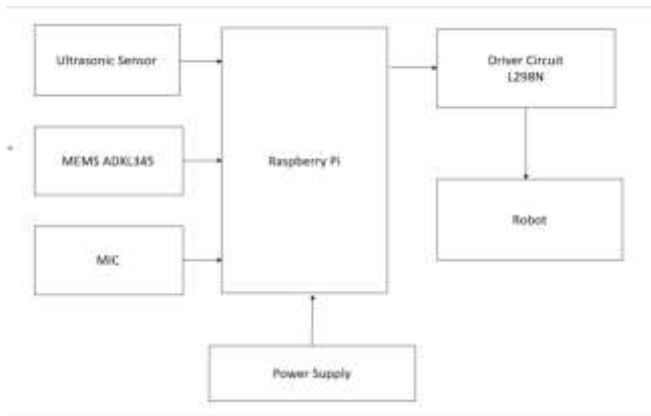 Ultrasonic Sensor
Driver Circuit
L298N
MEMS ADXL345
Raspberry Pi
Robot
MIC
Power Supply